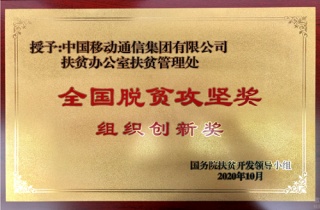 授予:中国移动通信集团有限公司
扶贫办公室扶贫管理处
全国脱贫攻坚奖
组织创新奖
国务院扶贫开发领导小组
2020年10月